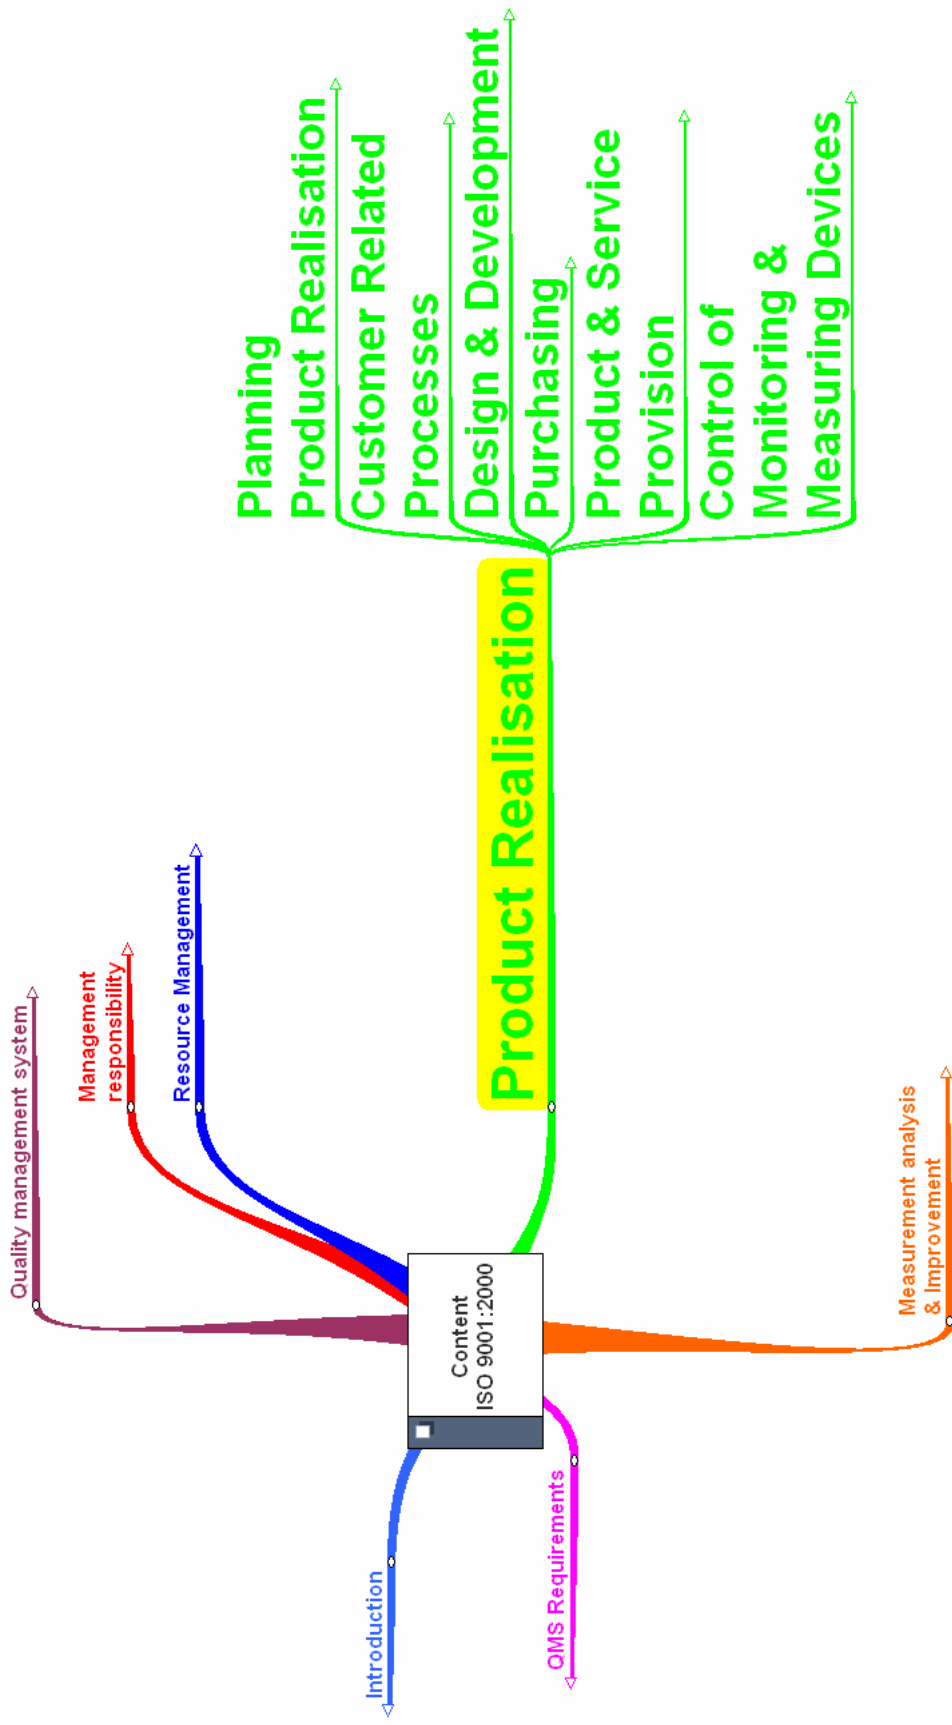 Quality management system
Management
responsibility
Resource Management
Planning
Product Realisation
Customer Related
Processes
Design & Development
Purchasing
Product & Service
Provision
Control of
Monitoring &
Measuring Devices
Product Realisation
Content
ISO 9001:2000
Introduction
QMS Requirements
Measurement analysis
& Improvement